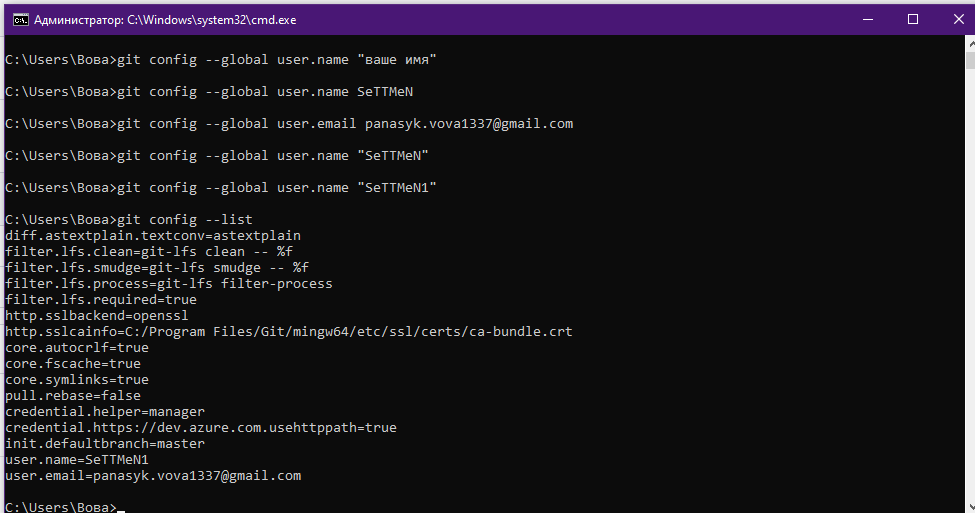 Администратор: C:\Windows\system32\cmd.exe
C:\Users\Вова>git config --global user.name "ваше имя"
C:\Users\Вова>git config --global user.name SeTTMeN
C:\Users\Вова>git config --global user.email panasyk.vova1337@gmail.com
C:\Users\Вова>git config --global user.name "SeTTMeN"
C:\Users\Вова>git config --global user.name "SeTTMeN1"
C:\Users\Вова>git config --list
diff.astextplain.textconv=astextplain
filter.lfs.clean=git-lfs clean -- %f
filter.lfs.smudge=git-lfs smudge -- %f
filter.lfs.process=git-lfs filter-process
filter.lfs.required=true
http.sslbackend=openssl
http.sslcainfo=C:/Program Files/Git/mingw64/etc/ssl/certs/ca-bundle.crt
core.autocrlf=true
core.fscache=true
core.symlinks=true
pull.rebase=false
credential.helper=manager
credential.https://dev.azure.com.usehttppath=true
init.defaultbranch=master
user.name=SeTTMeN1
user.email=panasyk.vova1337@gmail.com
C:\Users\Вова>_